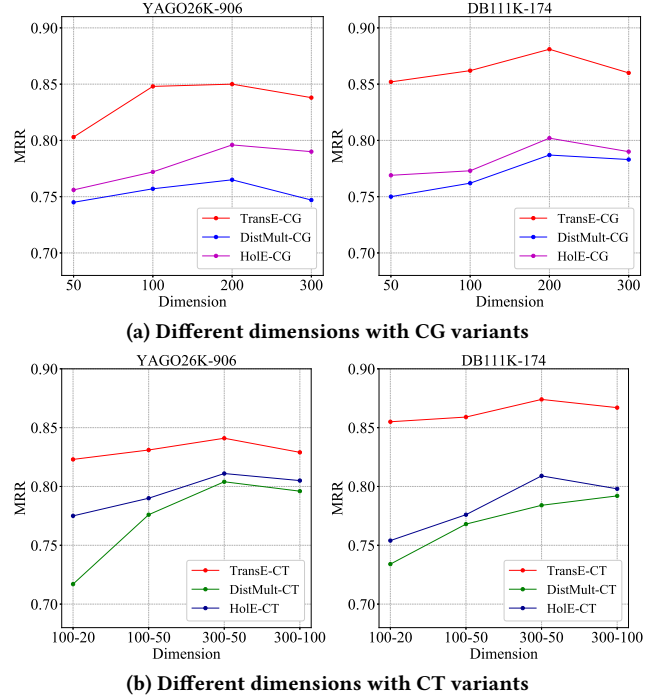 YAGO26K-906
DB111K-174
0.90
0.85
0.80
0.75
0.70
MRR
TransE-CG
DistMult-CG
HolE-CG
50
100
200
300
Dimension
0.90
0.85
0.80
0.75
0.70
MRR
TransE-CG
DistMult-CG
HolE-CG
50
100
200
300
Dimension
(a) Different dimensions with CG variants
YAGO26K-906
DB111K-174
0.90
0.85
0.80
0.75
0.70
MRR
TransE-CT
DistMult-CT
HolE-CT
100-20
100-50
300-50
300-100
Dimension
0.90
0.85
0.80
0.75
0.70
MRR
TransE-CT
DistMult-CT
HolE-CT
100-20
100-50
300-50
300-100
Dimension
(b) Different dimensions with CT variants